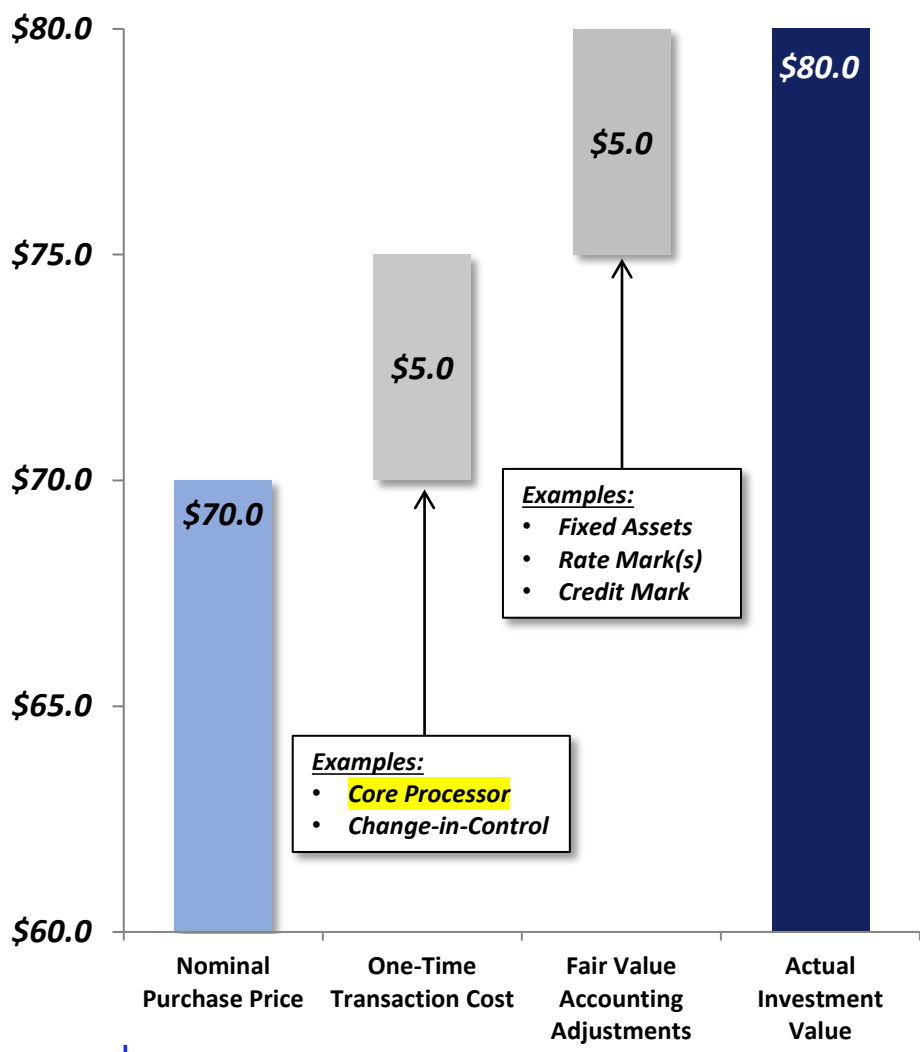 $80.0
$75.0
$70.0
$65.0
$60.0
$70.0
$5.0
$5.0
$80.0
Examples:
• Core Processor
• Change-in-Control
Examples:
• Fixed Assets
• Rate Mark(s)
• Credit Mark
Nominal
Purchase Price
One-Time
Transaction Cost
Fair Value
Accounting
Adjustments
Actual
Investment
Value